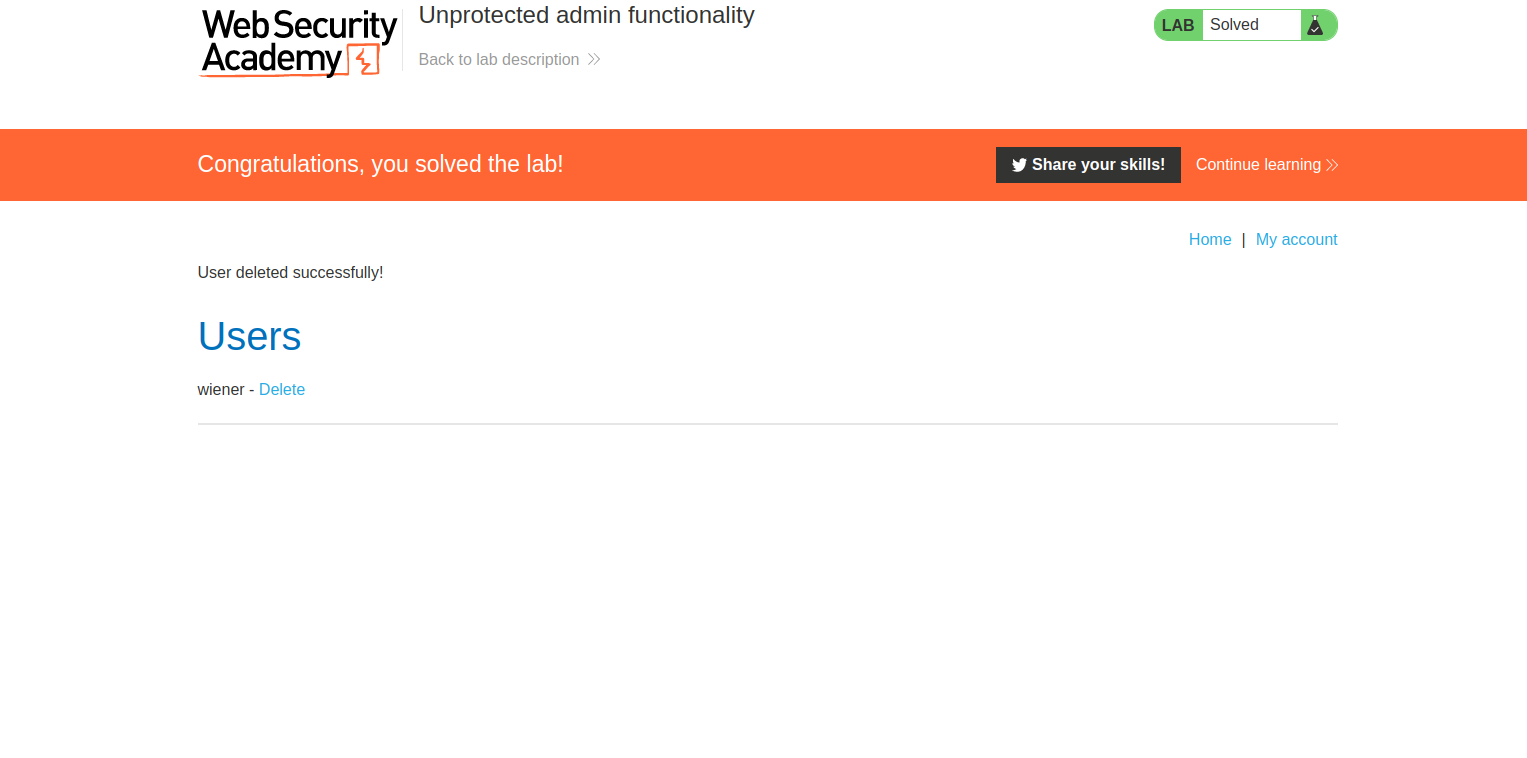 Web Security
Academy
Unprotected admin functionality
Back to lab description
LAB Solved
Congratulations, you solved the lab!
Share your skills!
Continue learning
Home | My account
User deleted successfully!
Users
wiener - Delete